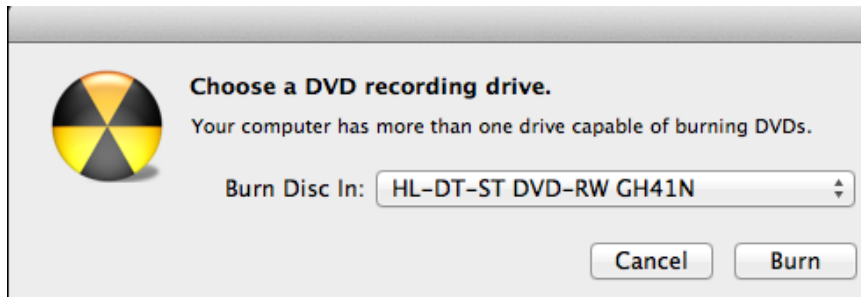 Choose a DVD recording drive.
Your computer has more than one drive capable of burning DVDs.
Burn Disc In: HL-DT-ST DVD-RW GH41N
Cancel Burn